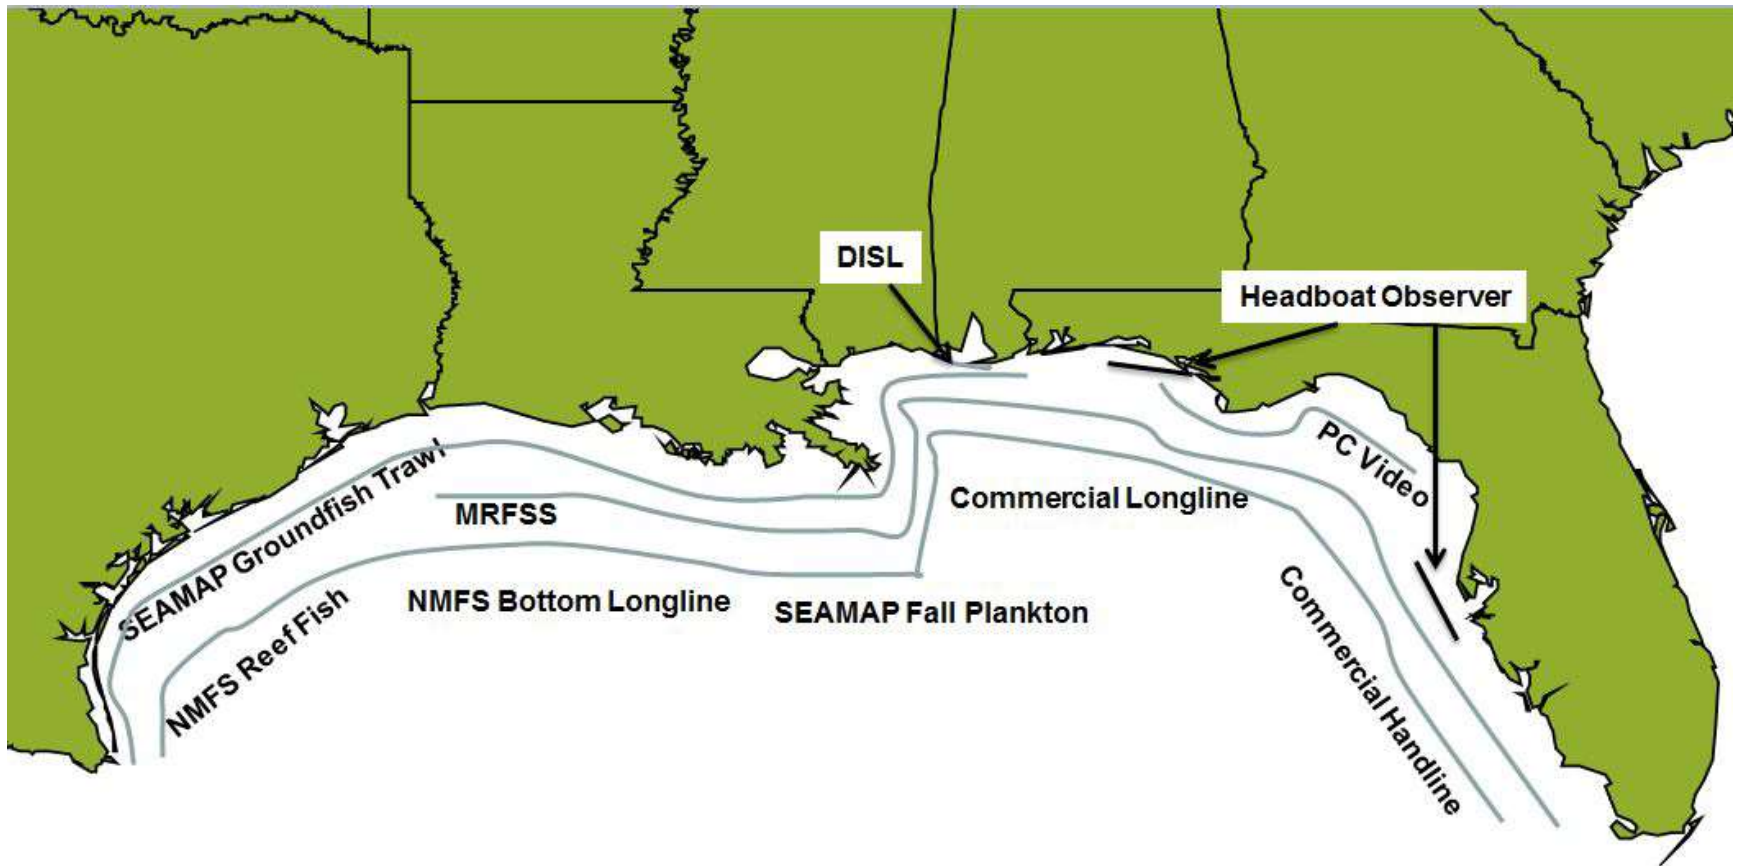 DISL
Headboat Observer
PC Video
SEAMAP Groundfish Trawl
MRFSS
Commercial Longline
NMFS Reef Fish
NMFS Bottom Longline
SEAMAP Fall Plankton
Commercial Handline